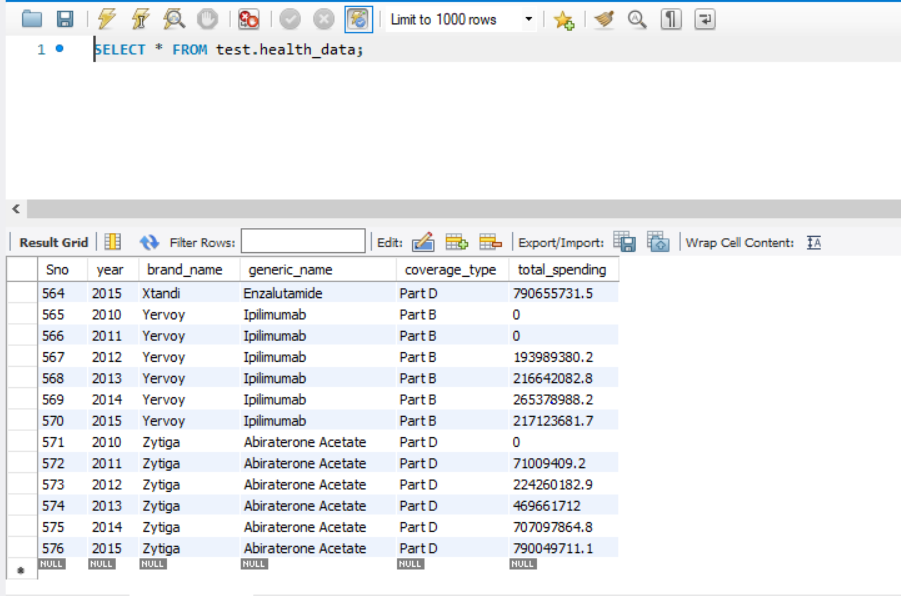 Limit to 1000 rows
1 SELECT * FROM test.health_data;
Result Grid Filter Rows: Edit: Export/Import: Wrap Cell Content: IA
Sno year brand_name generic_name coverage_type total_spending
564 2015 Xtandi Enzalutamide Part D 790655731.5
565 2010 Yervoy Ipilimumab Part B 0
566 2011 Yervoy Ipilimumab Part B 0
567 2012 Yervoy Ipilimumab Part B 193989380.2
568 2013 Yervoy Ipilimumab Part B 216642082.8
569 2014 Yervoy Ipilimumab Part B 265378988.2
570 2015 Yervoy Ipilimumab Part B 217123681.7
571 2010 Zytiga Abiraterone Acetate Part D 0
572 2011 Zytiga Abiraterone Acetate Part D 71009409.2
573 2012 Zytiga Abiraterone Acetate Part D 224260182.9
574 2013 Zytiga Abiraterone Acetate Part D 469661712
575 2014 Zytiga Abiraterone Acetate Part D 707097864.8
576 2015 Zytiga Abiraterone Acetate Part D 790049711.1
NULL NULL NULL NULL NULL NULL